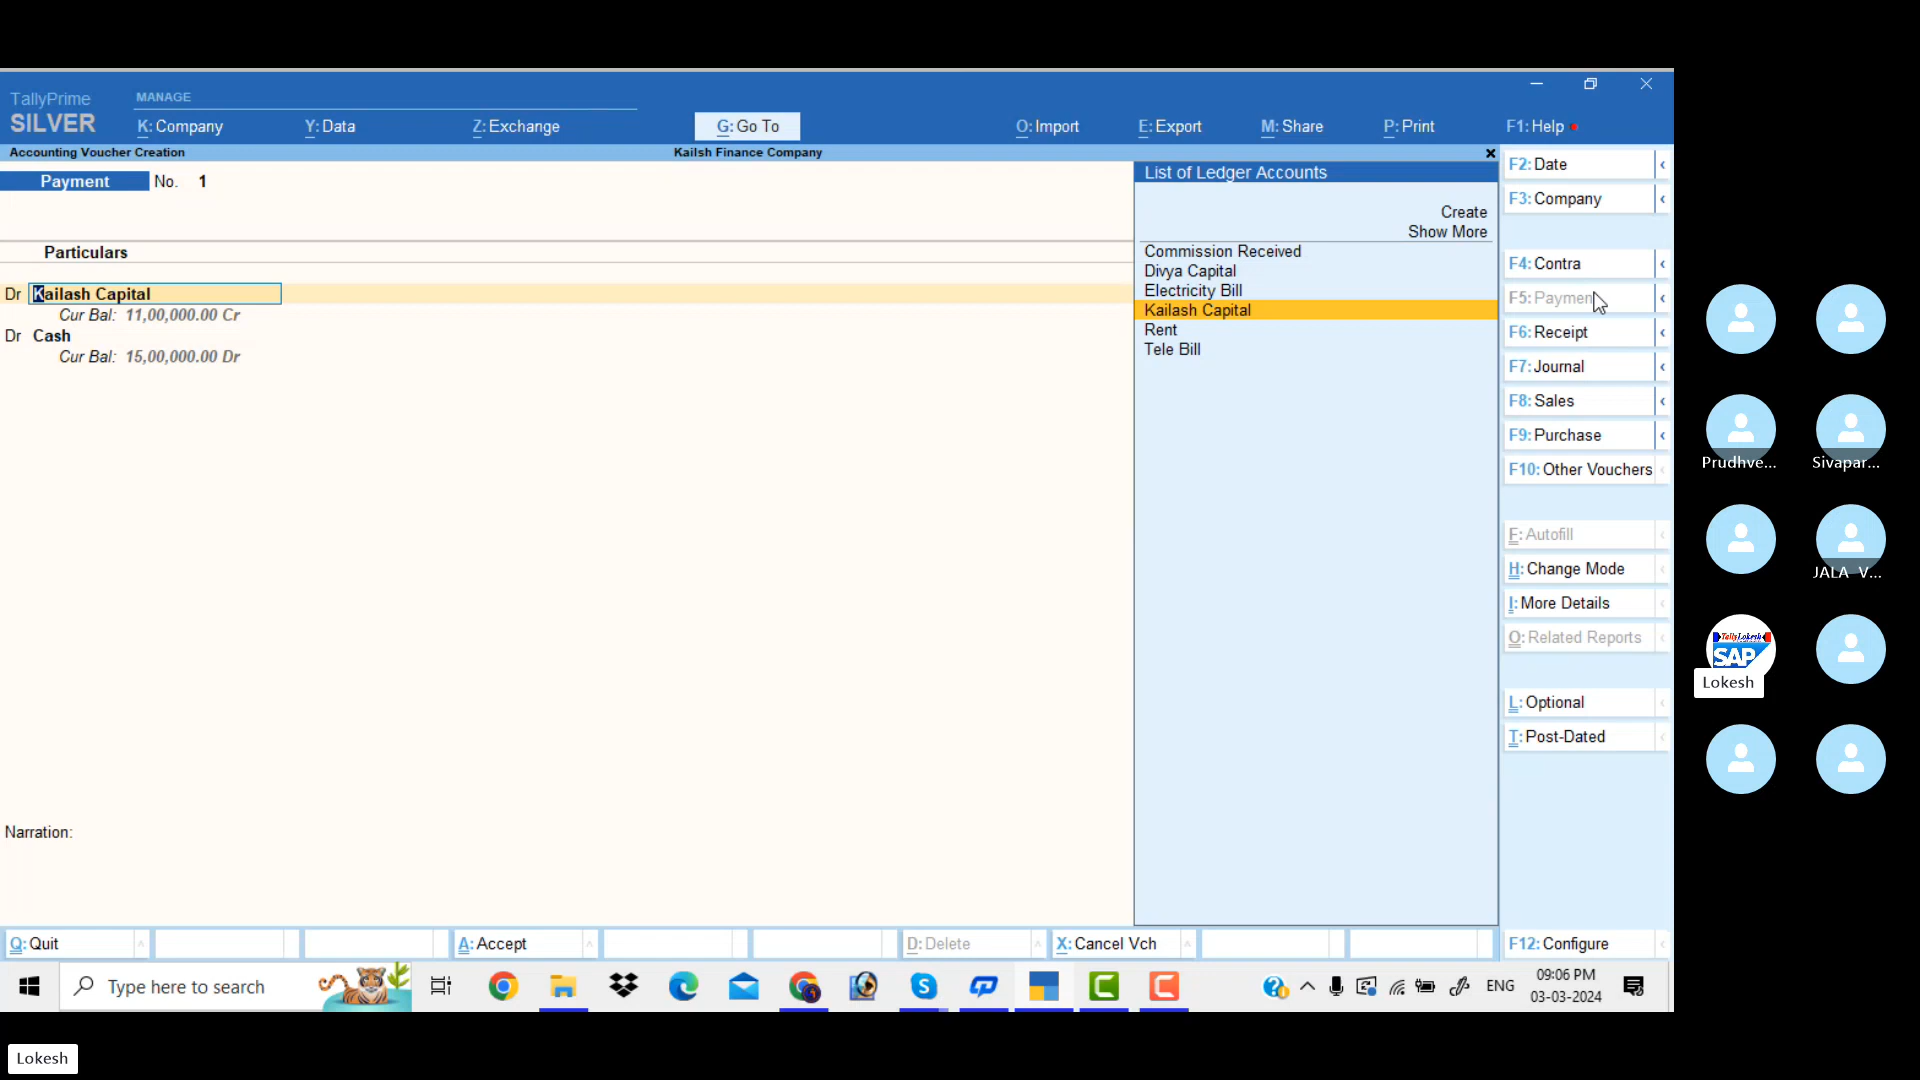 TallyPrime
SILVER
MANAGE
K: Company
Y: Data
Z: Exchange
G: Go To
O: Import
E: Export
M: Share
P: Print
F1: Help
Accounting Voucher Creation
Kailsh Finance Company
Payment No. 1
Particulars
Dr Kailash Capital
Cur Bal: 11,00,000.00 Cr
Dr Cash
Cur Bal: 15,00,000.00 Dr
Narration:
List of Ledger Accounts
Create
Show More
Commission Received
Divya Capital
Electricity Bill
Kailash Capital
Rent
Tele Bill
F2: Date
F3: Company
F4: Contra
F5: Payment
F6: Receipt
F7: Journal
F8: Sales
F9: Purchase
F10: Other Vouchers
F: Autofill
H: Change Mode
I: More Details
O: Related Reports
L: Optional
T: Post-Dated
F12: Configure
Q: Quit
A: Accept
D: Delete
X: Cancel Vch
Type here to search
ENG
09:06 PM
03-03-2024
Prudhve...
Sivapar...
JALA V...
TallyLokesh
SAP
Lokesh
Lokesh